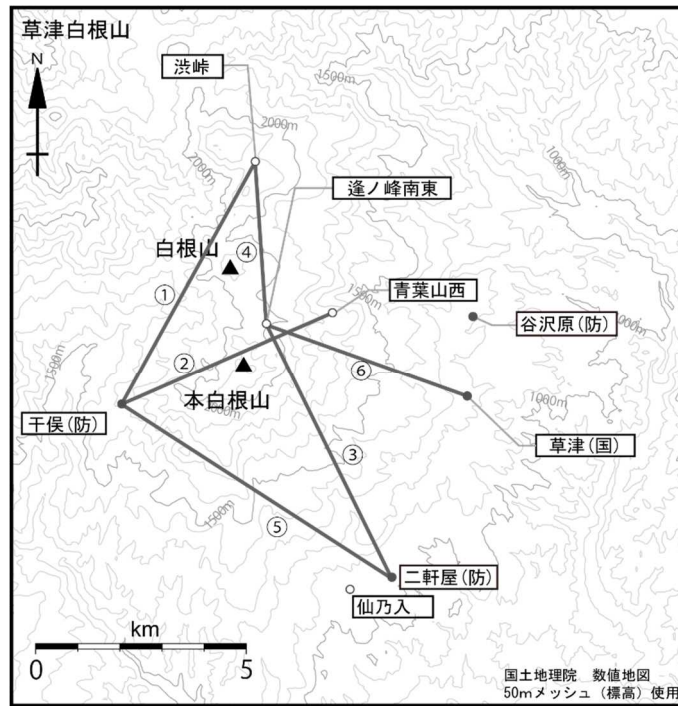 草津白根山
N
渋峠
1500m
2000m
1000m
2000m
逢ノ峰南東
白根山
④
①
青葉山西
1500m
谷沢原(防)
②
⑥
1500m
本白根山
2000m
1000m
干俣(防)
草津(国)
③
1500m
⑤
二軒屋(防)
仙乃入
km
0 5
国土地理院 数値地図
50mメッシュ(標高)使用